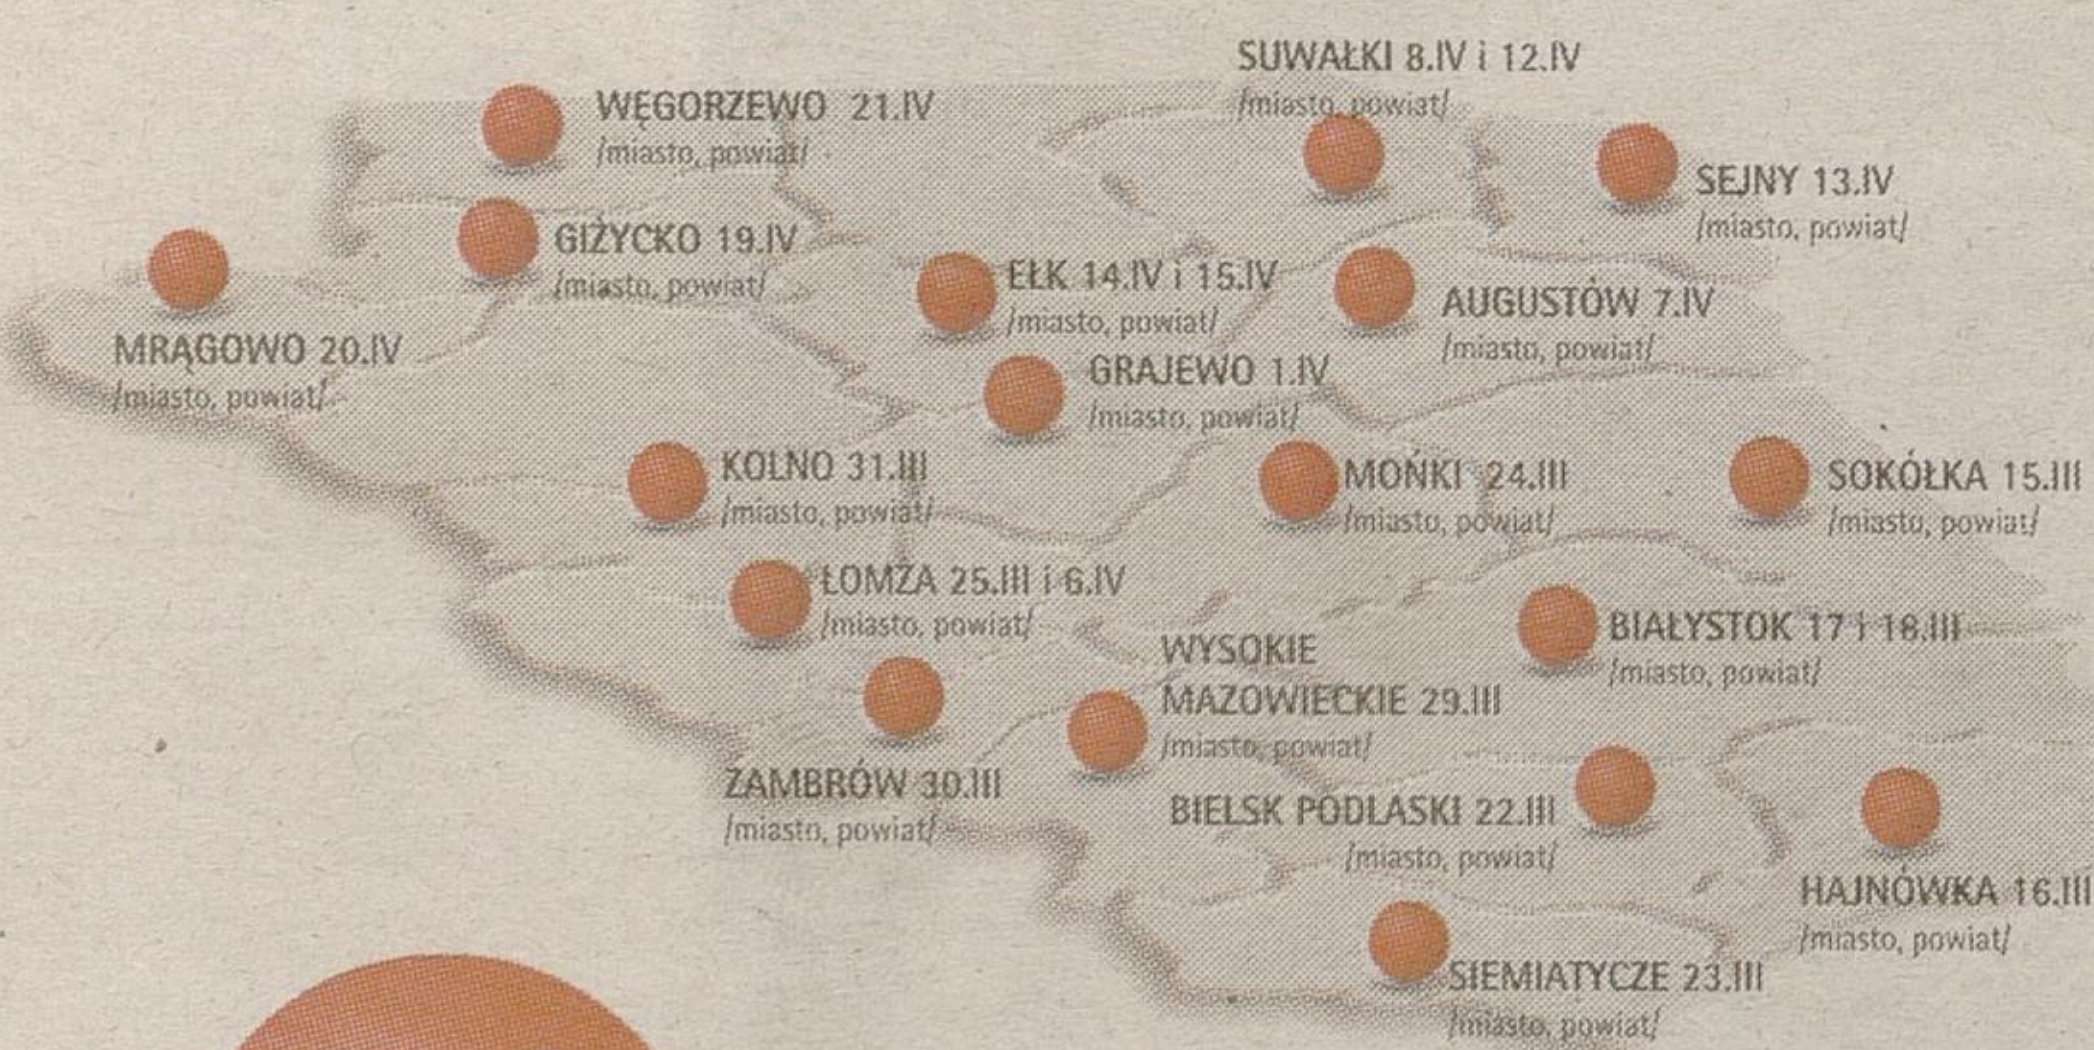 SUWAŁKI 8.IV i 12.IV
/miasto, powiat/
WĘGORZEWO 21.IV
/miasto, powiat/
SEJNY 13.IV
/miasto, powiat/
GIŻYCKO 19.IV
/miasto, powiat/
EŁK 14.IV i 15.IV
/miasto, powiat/
AUGUSTÓW 7.IV
/miasto, powiat/
MRĄGOWO 20.IV
/miasto, powiat/
GRAJEWO 1.IV
/miasto, powiat/
KOLNO 31.III
/miasto, powiat/
MOŃKI 24.III
/miasto, powiat/
SOKÓŁKA 15.III
/miasto, powiat/
ŁOMŻA 25.III i 6.IV
/miasto, powiat/
BIAŁYSTOK 17 i 18.III
/miasto, powiat/
WYSOKIE
MAZOWIECKIE 29.III
/miasto, powiat/
ZAMBRÓW 30.III
/miasto, powiat/
BIELSK PODLASKI 22.III
/miasto, powiat/
HAJNÓWKA 16.III
/miasto, powiat/
SIEMIATYCZE 23.III
/miasto, powiat/